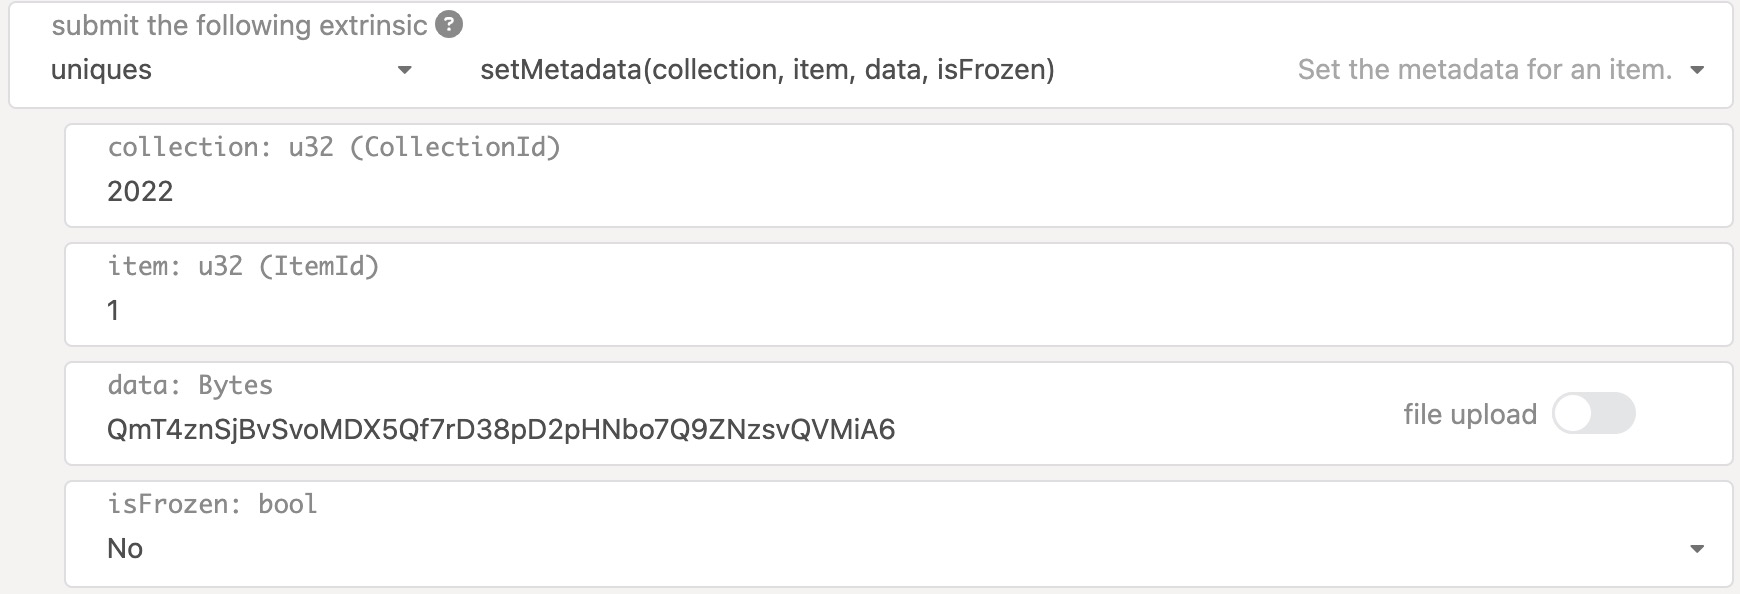 submit the following extrinsic ?
uniques setMetadata(collection, item, data, isFrozen) Set the metadata for an item.
collection: u32 (CollectionId)
2022
item: u32 (ItemId)
1
data: Bytes
QmT4znSjBvSvoMDX5Qf7rD38pD2pHNbo7Q9ZNzsvQVMiA6 file upload
isFrozen: bool
No